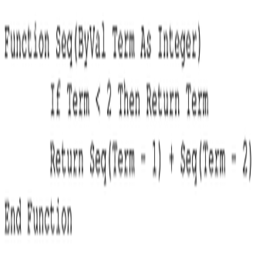 Function Seq(ByVal Term As Integer)
If Term < 2 Then Return Term
Return Seq(Term - 1) + Seq(Term - 2)
End Function